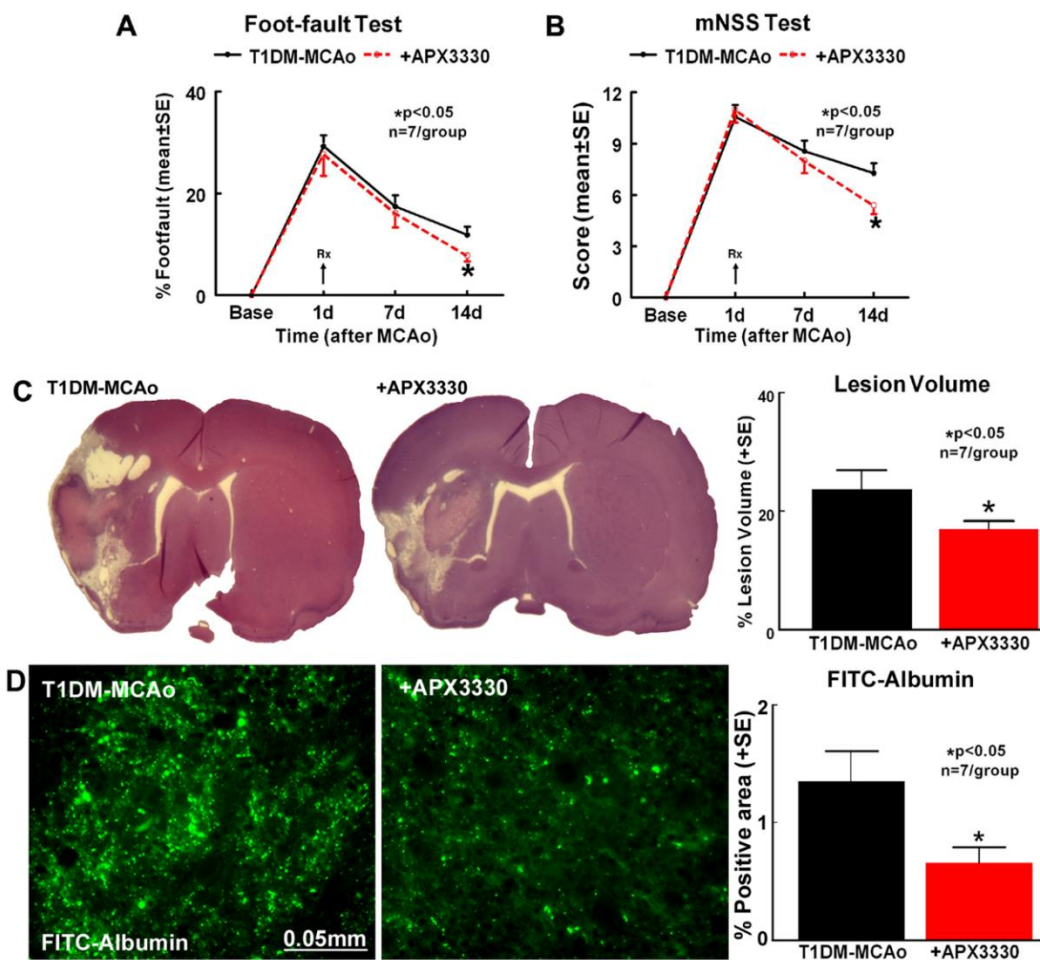 A
Foot-fault Test
T1DM-MCAo +APX3330
*p<0.05
n=7/group
% Footfault (mean±SE)
40
20
0
Rx
*
Base 1d 7d 14d
Time (after MCAo)
B
mNSS Test
T1DM-MCAo +APX3330
*p<0.05
n=7/group
Score (mean±SE)
12
9
6
3
0
Rx
*
Base 1d 7d 14d
Time (after MCAo)
C
T1DM-MCAo
+APX3330
Lesion Volume
*p<0.05
n=7/group
% Lesion Volume (+SE)
40
20
0
*
T1DM-MCAo +APX3330
D
T1DM-MCAo
FITC-Albumin
0.05mm
+APX3330
FITC-Albumin
*p<0.05
n=7/group
% Positive area (+SE)
2
1
0
*
T1DM-MCAo +APX3330